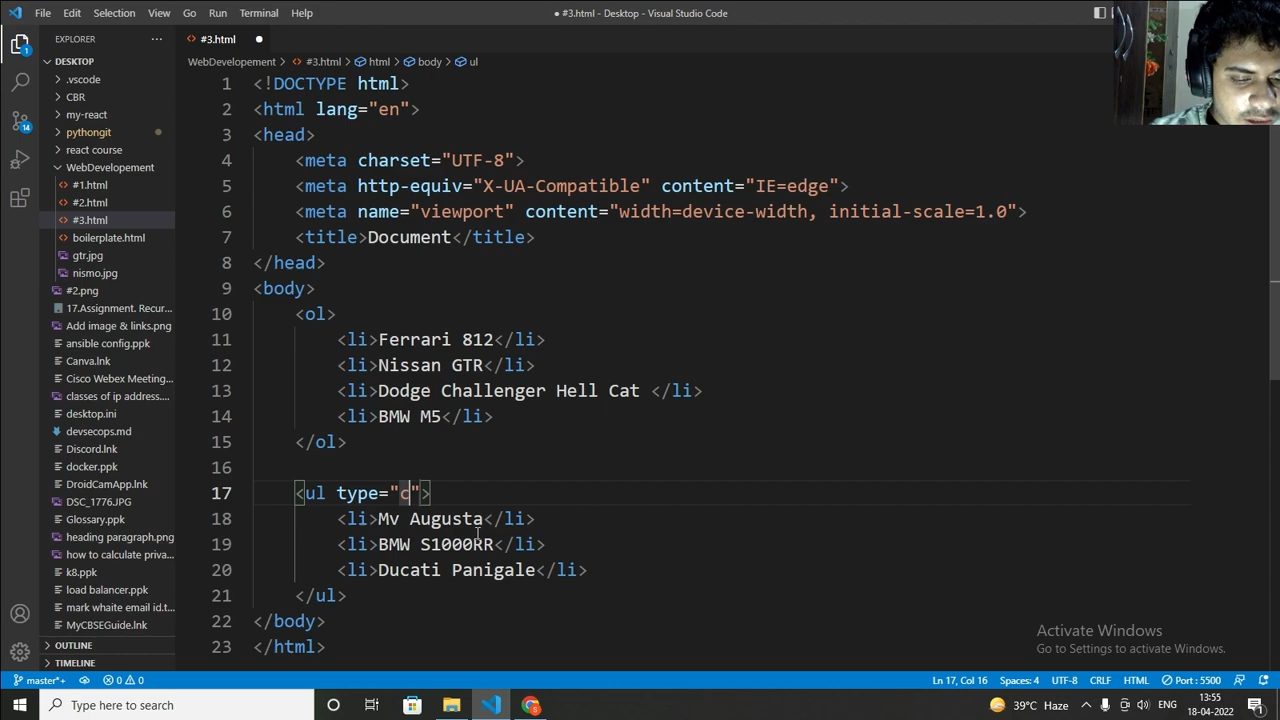 File Edit Selection View Go Run Terminal Help
● #3.html - Desktop - Visual Studio Code
EXPLORER
#3.html
DESKTOP
.vscode
CBR
my-react
pythongit
react course
WebDevelopement
#1.html
#2.html
#3.html
boilerplate.html
gtr.jpg
nismo.jpg
#2.png
17.Assignment. Recur...
Add image & links.png
ansible config.ppk
Canva.lnk
Cisco Webex Meeting...
classes of ip address....
desktop.ini
devsecops.md
Discord.lnk
docker.ppk
DroidCamApp.lnk
DSC_1776.JPG
Glossary.ppk
heading paragraph.png
how to calculate priva...
k8.ppk
load balancer.ppk
mark whaite email id.t...
MyCBSEGuide.lnk
OUTLINE
TIMELINE
1
14
WebDevelopement > #3.html > html > body > ul
1 <!DOCTYPE html>
2 <html lang="en">
3 <head>
4 <meta charset="UTF-8">
5 <meta http-equiv="X-UA-Compatible" content="IE=edge">
6 <meta name="viewport" content="width=device-width, initial-scale=1.0">
7 <title>Document</title>
8 </head>
9 <body>
10 <ol>
11 <li>Ferrari 812</li>
12 <li>Nissan GTR</li>
13 <li>Dodge Challenger Hell Cat </li>
14 <li>BMW M5</li>
15 </ol>
16
17 <ul type="c">
18 <li>Mv Augusta</li>
19 <li>BMW S1000RR</li>
20 <li>Ducati Panigale</li>
21 </ul>
22 </body>
23 </html>
Activate Windows
Go to Settings to activate Windows.
master+ 0 0 Ln 17, Col 16 Spaces: 4 UTF-8 CRLF HTML Port : 5500
Type here to search
39°C Haze ENG 13:55
18-04-2022
1